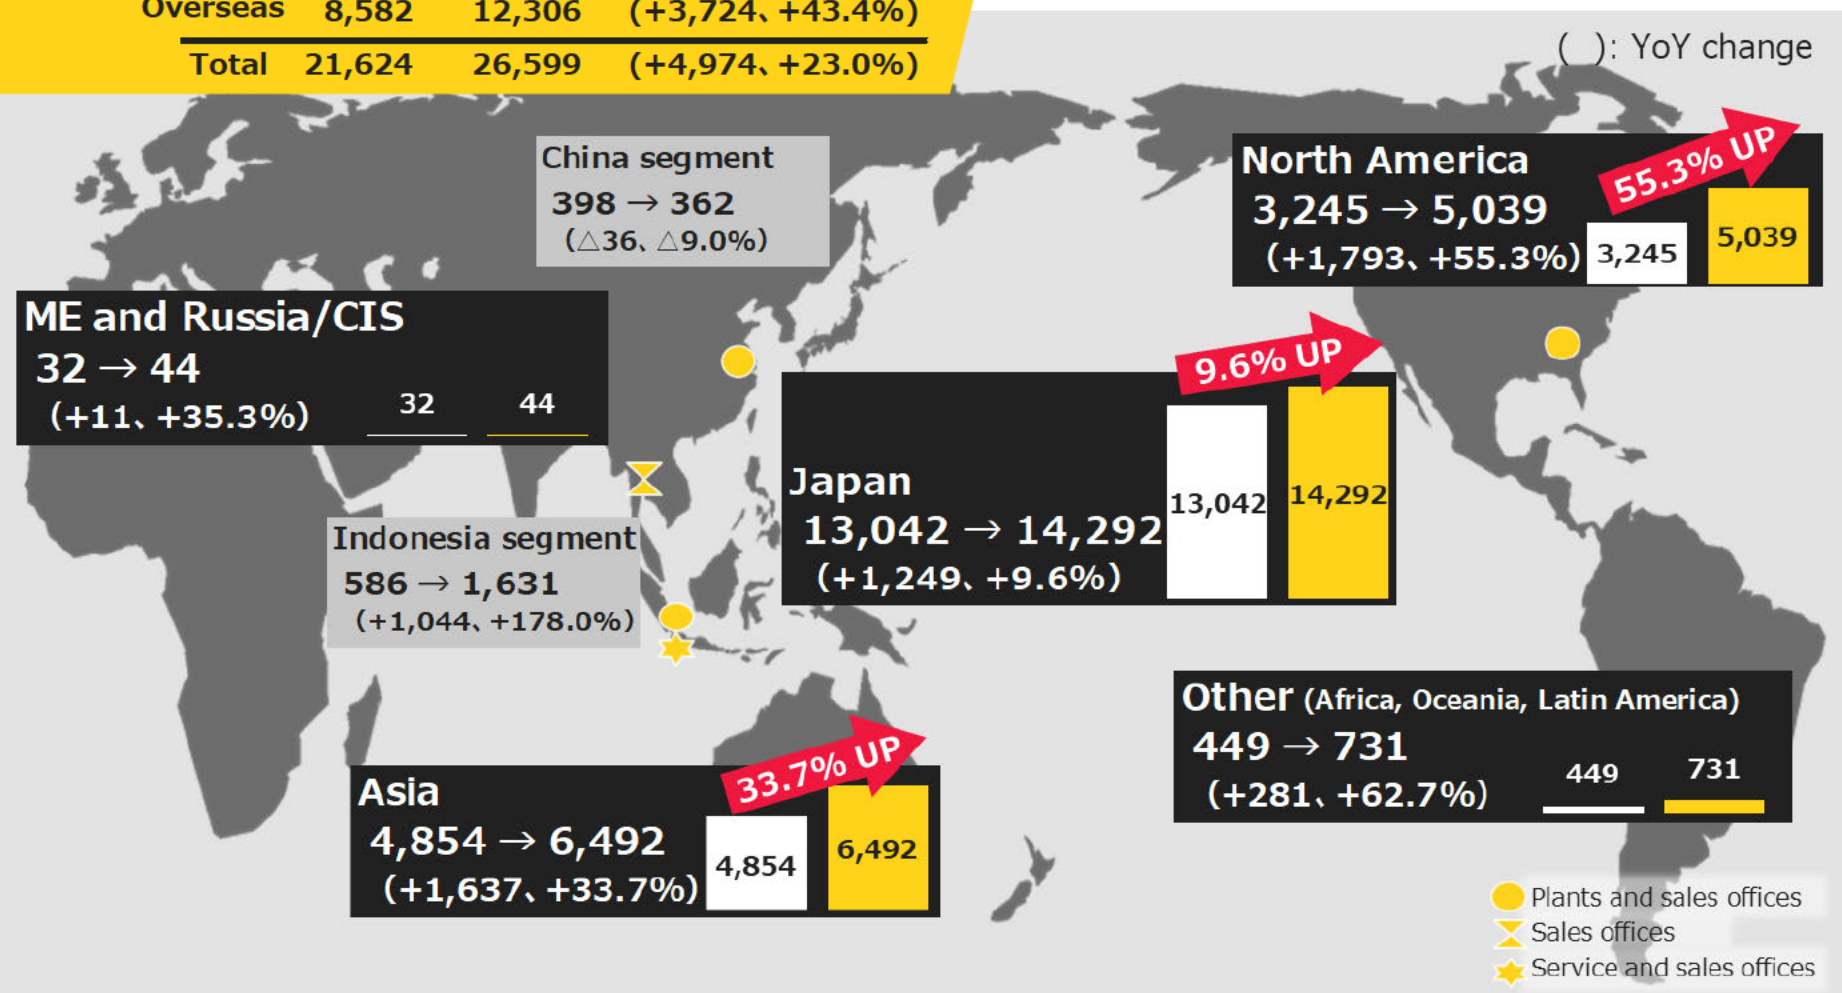 Overseas 8,582 12,306 (+3,724、+43.4%)
Total 21,624 26,599 (+4,974、+23.0%)
( ): YoY change
China segment
398 → 362
(△36、△9.0%)
North America
3,245 → 5,039
(+1,793、+55.3%)
55.3% UP
3,245
5,039
ME and Russia/CIS
32 → 44
(+11、+35.3%)
32
44
9.6% UP
Japan
13,042 → 14,292
(+1,249、+9.6%)
13,042
14,292
Indonesia segment
586 → 1,631
(+1,044、+178.0%)
Other (Africa, Oceania, Latin America)
449 → 731
(+281、+62.7%)
449
731
33.7% UP
Asia
4,854 → 6,492
(+1,637、+33.7%)
4,854
6,492
Plants and sales offices
Sales offices
Service and sales offices